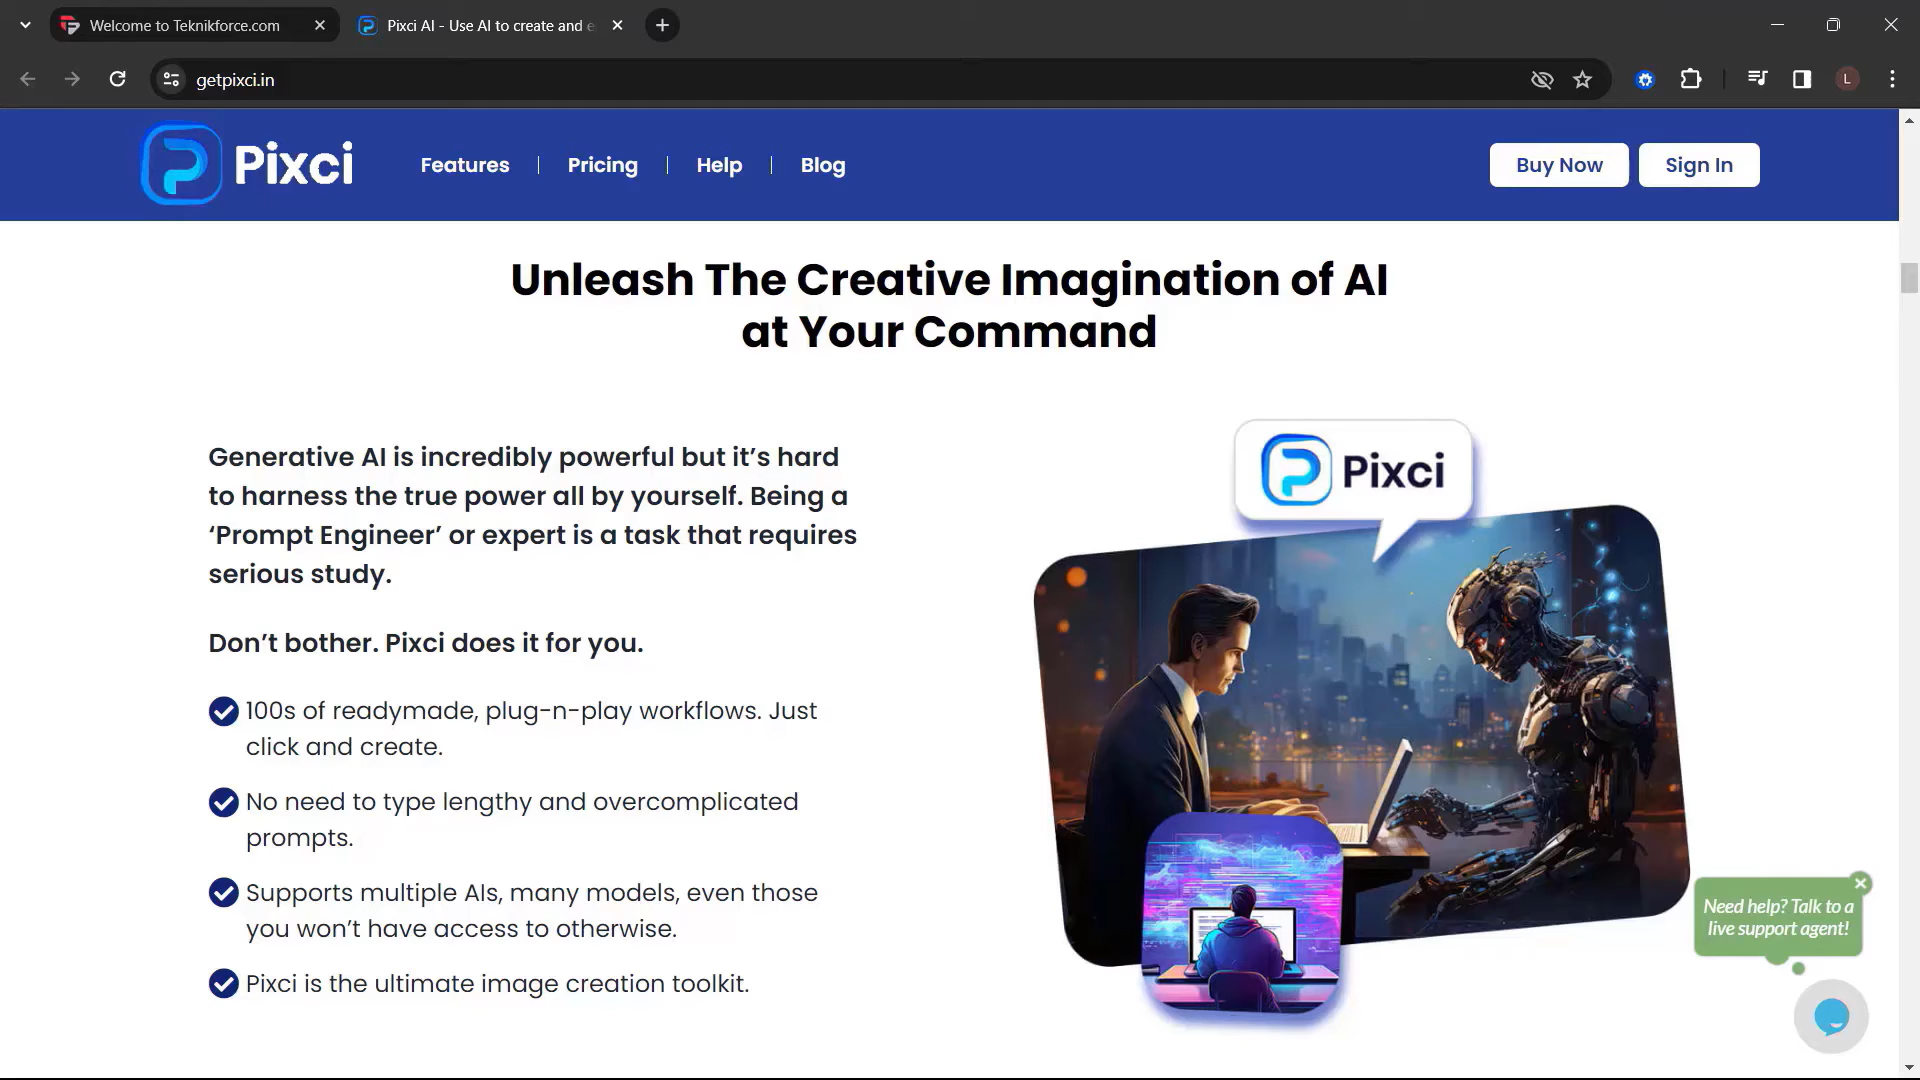 Welcome to Teknikforce.com
Pixci AI - Use AI to create and e
getpixci.in
L
Pixci
Features
Pricing
Help
Blog
Buy Now
Sign In
Unleash The Creative Imagination of AI
at Your Command
Generative AI is incredibly powerful but it’s hard
to harness the true power all by yourself. Being a
‘Prompt Engineer’ or expert is a task that requires
serious study.
Don’t bother. Pixci does it for you.
100s of readymade, plug-n-play workflows. Just
click and create.
No need to type lengthy and overcomplicated
prompts.
Supports multiple AIs, many models, even those
you won’t have access to otherwise.
Pixci is the ultimate image creation toolkit.
Pixci
Need help? Talk to a
live support agent!